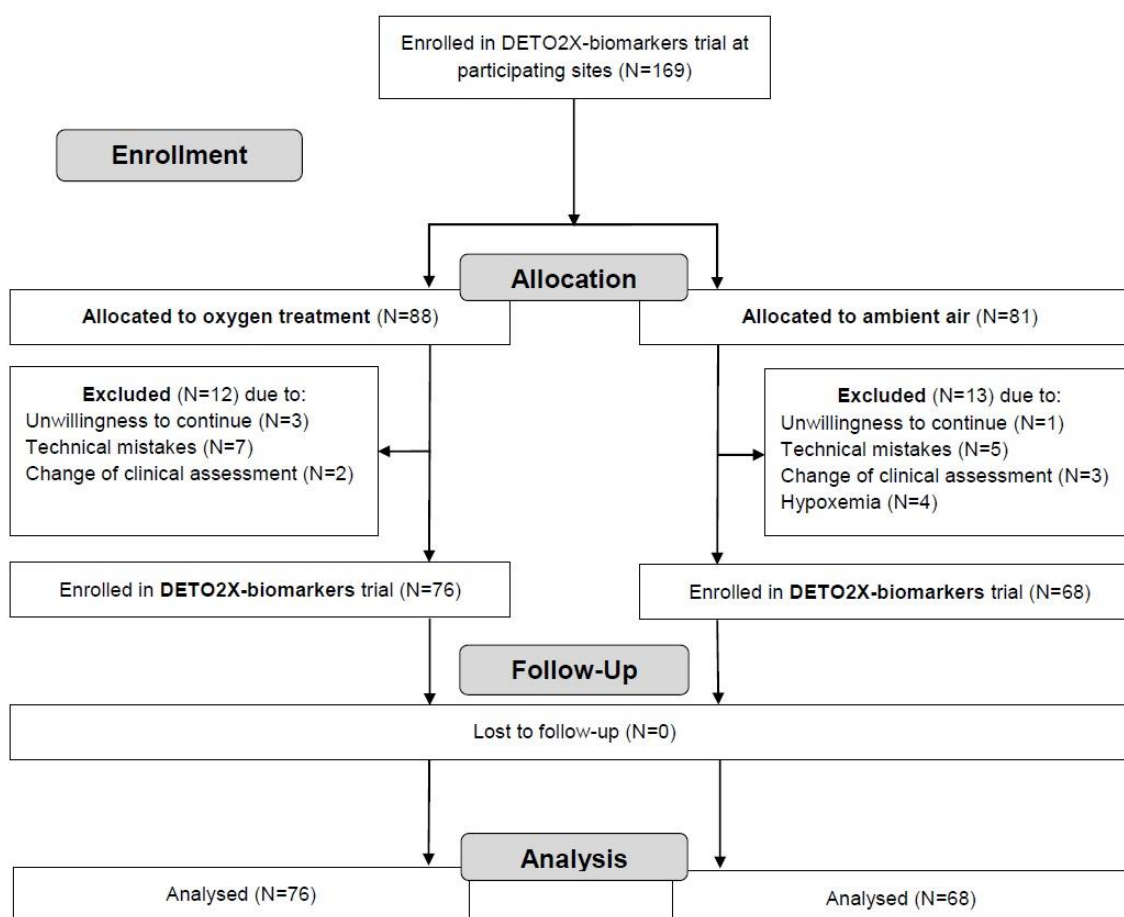 Enrolled in DETO2X-biomarkers trial at
participating sites (N=169)
Enrollment
Allocation
Allocated to oxygen treatment (N=88)
Allocated to ambient air (N=81)
Excluded (N=12) due to:
Unwillingness to continue (N=3)
Technical mistakes (N=7)
Change of clinical assessment (N=2)
Excluded (N=13) due to:
Unwillingness to continue (N=1)
Technical mistakes (N=5)
Change of clinical assessment (N=3)
Hypoxemia (N=4)
Enrolled in DETO2X-biomarkers trial (N=76)
Enrolled in DETO2X-biomarkers trial (N=68)
Follow-Up
Lost to follow-up (N=0)
Analysis
Analysed (N=76)
Analysed (N=68)